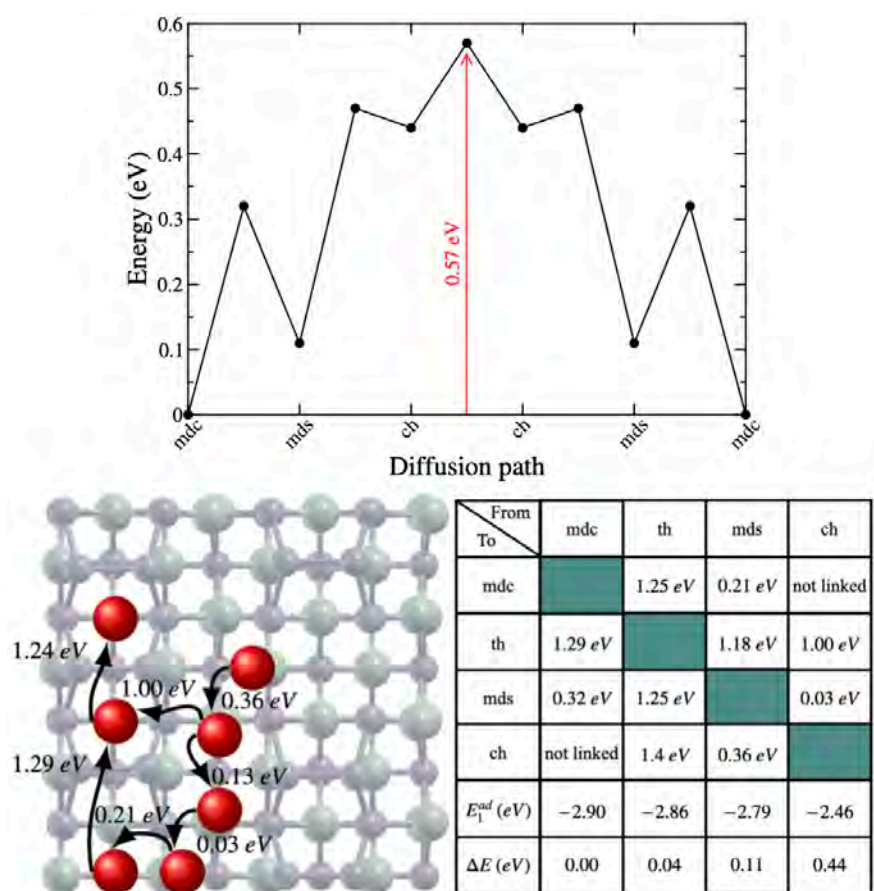 0.6
0.5
0.4
0.3
0.2
0.1
0
Energy (eV)
0.57 eV
mdc
mds
ch
ch
mds
mdc
Diffusion path
1.24 eV
1.00 eV
0.36 eV
1.29 eV
0.13 eV
0.21 eV
0.03 eV
From
To
mdc th mds ch
mdc 1.25 eV 0.21 eV not linked
th 1.29 eV 1.18 eV 1.00 eV
mds 0.32 eV 1.25 eV 0.03 eV
ch not linked 1.4 eV 0.36 eV
E₁ᵃᵈ (eV) −2.90 −2.86 −2.79 −2.46
ΔE (eV) 0.00 0.04 0.11 0.44